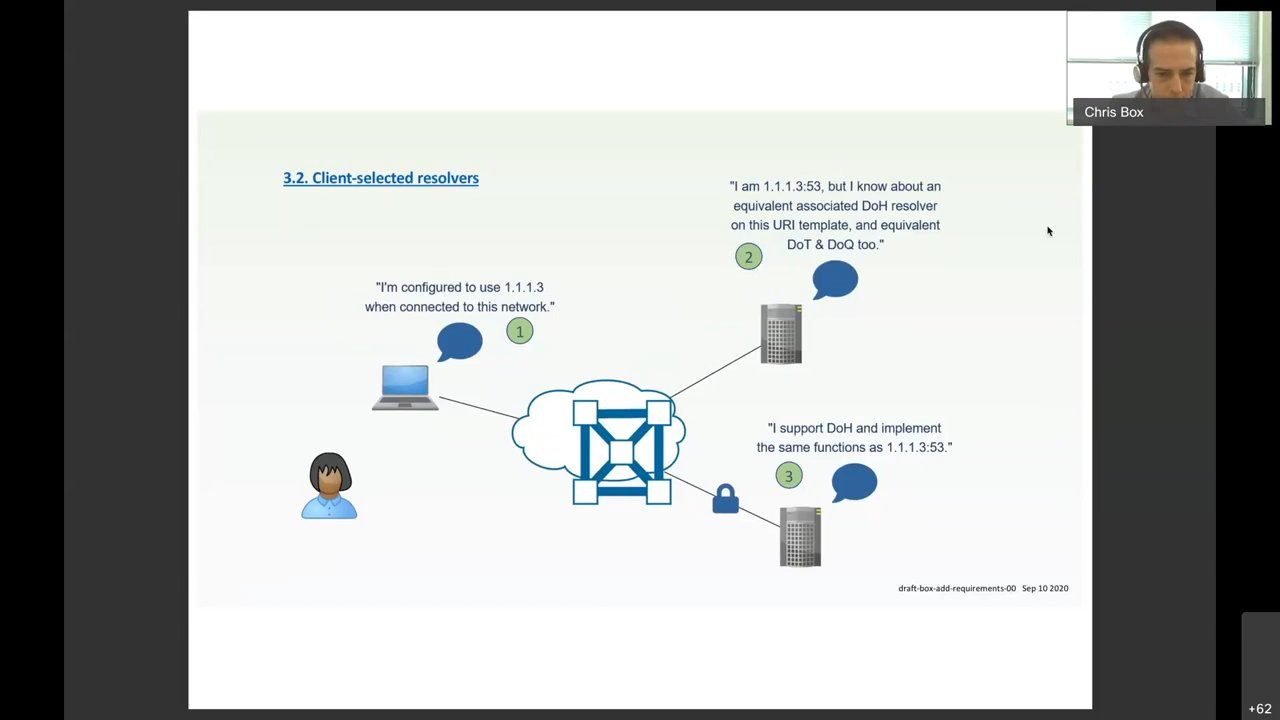 Chris Box
3.2. Client-selected resolvers
"I am 1.1.1.3:53, but I know about an
equivalent associated DoH resolver
on this URI template, and equivalent
DoT & DoQ too."
2
"I'm configured to use 1.1.1.3
when connected to this network."
1
"I support DoH and implement
the same functions as 1.1.1.3:53."
3
draft-box-add-requirements-00 Sep 10 2020
+62